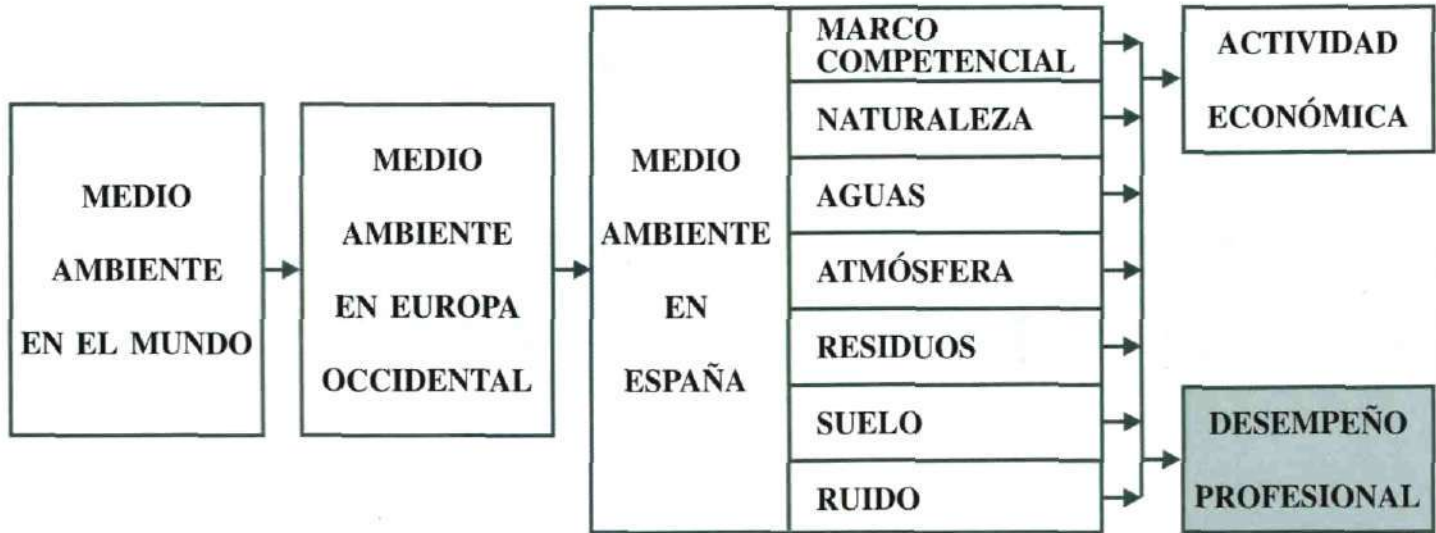 MEDIO
AMBIENTE
EN EL MUNDO
MEDIO
AMBIENTE
EN EUROPA
OCCIDENTAL
MEDIO
AMBIENTE
EN
ESPAÑA
MARCO
COMPETENCIAL
NATURALEZA
AGUAS
ATMÓSFERA
RESIDUOS
SUELO
RUIDO
ACTIVIDAD
ECONÓMICA
DESEMPEÑO
PROFESIONAL